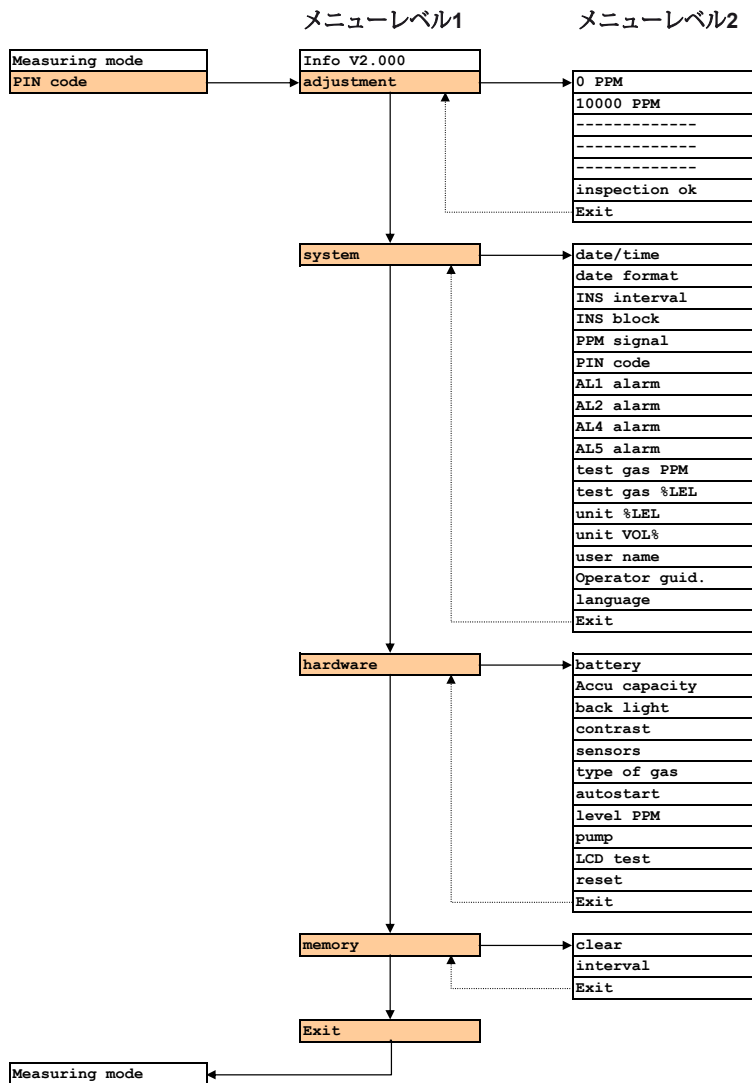 メニューレベル1
メニューレベル2
Measuring mode
PIN code
Info V2.000
adjustment
0 PPM
10000 PPM
-------------
-------------
-------------
inspection ok
Exit
system
date/time
date format
INS interval
INS block
PPM signal
PIN code
AL1 alarm
AL2 alarm
AL4 alarm
AL5 alarm
test gas PPM
test gas %LEL
unit %LEL
unit VOL%
user name
Operator guid.
language
Exit
hardware
battery
Accu capacity
back light
contrast
sensors
type of gas
autostart
level PPM
pump
LCD test
reset
Exit
memory
clear
interval
Exit
Exit
Measuring mode